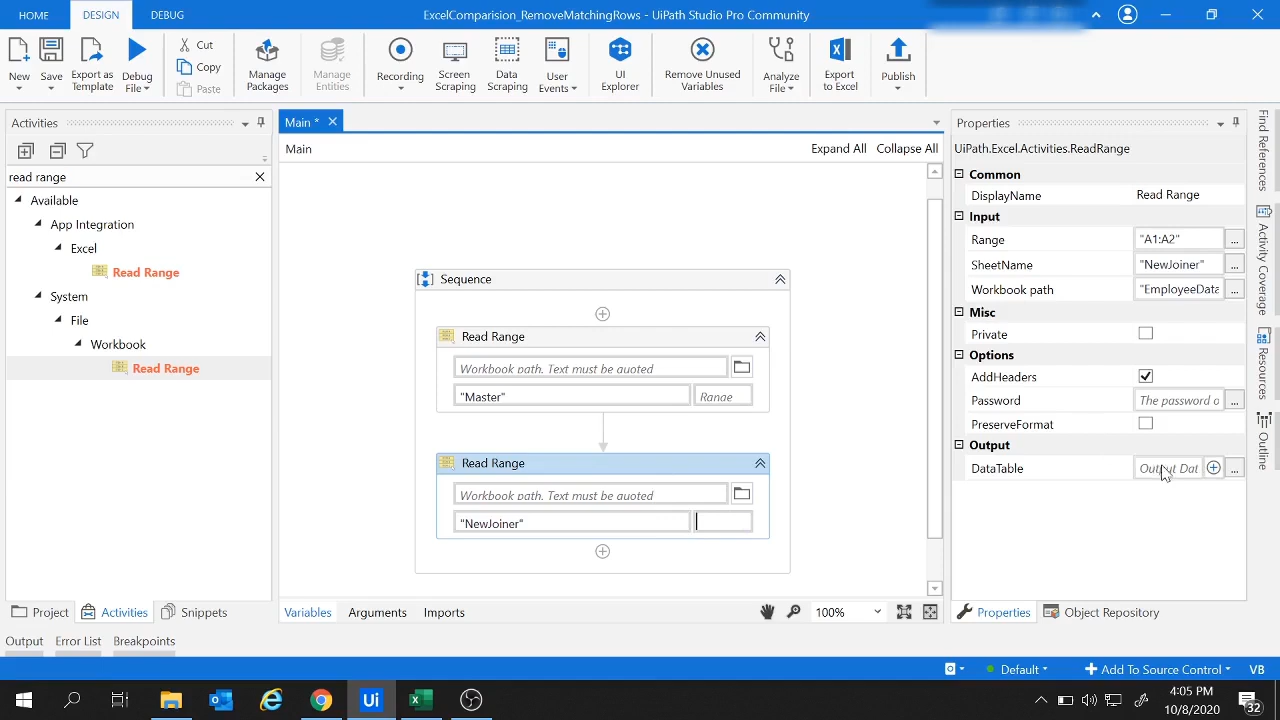 HOME DESIGN DEBUG ExcelComparision_RemoveMatchingRows - UiPath Studio Pro Community
New Save Export as Template Debug File Cut Copy Paste Manage Packages Manage Entities Recording Screen Scraping Data Scraping User Events UI Explorer Remove Unused Variables Analyze File Export to Excel Publish
Activities
read range
Available
App Integration
Excel
Read Range
System
File
Workbook
Read Range
Project Activities Snippets
Main *
Main Expand All Collapse All
Sequence
Read Range
Workbook path. Text must be quoted
"Master" Range
Read Range
Workbook path. Text must be quoted
"NewJoiner"
Variables Arguments Imports 100%
Properties
UiPath.Excel.Activities.ReadRange
Common
DisplayName Read Range
Input
Range "A1:A2" ...
SheetName "NewJoiner" ...
Workbook path "EmployeeData ...
Misc
Private
Options
AddHeaders
Password The password o ...
PreserveFormat
Output
DataTable Output Dat ...
Properties Object Repository
Find References
Activity Coverage
Resources
Outline
Output Error List Breakpoints
Default Add To Source Control VB
Ui
4:05 PM
10/8/2020
32